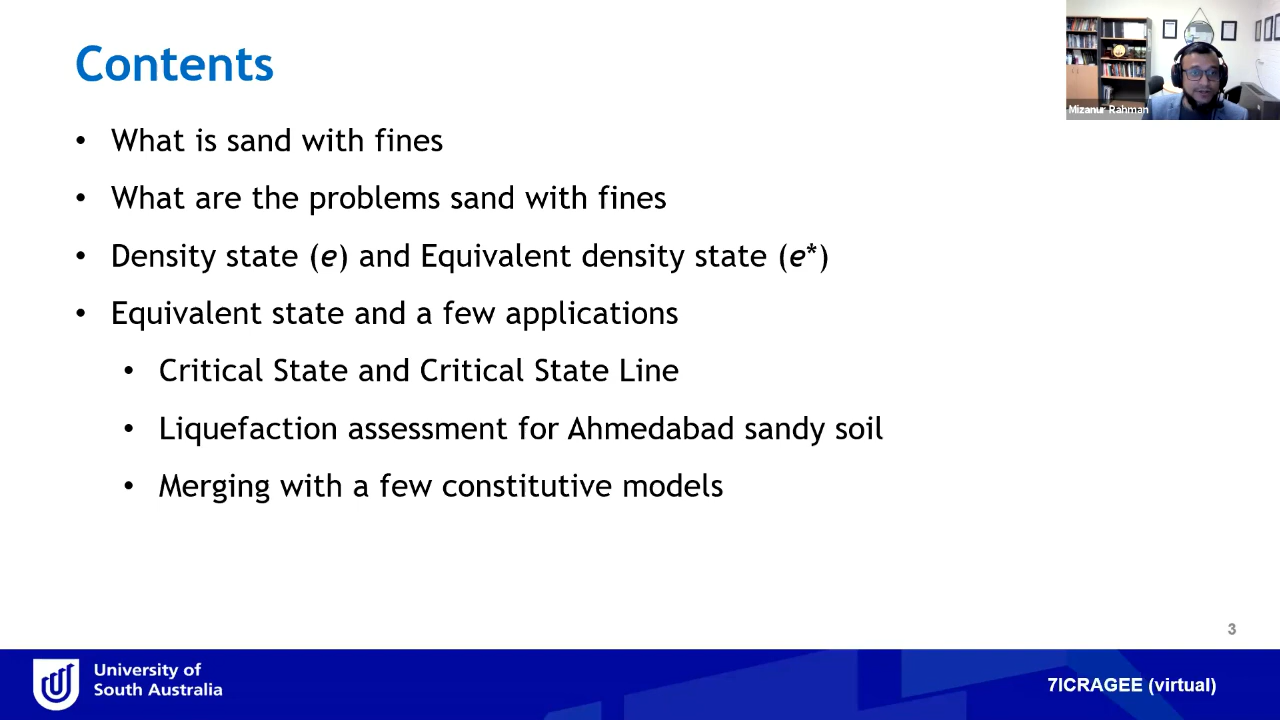 Contents
Mizanur Rahman
• What is sand with fines
• What are the problems sand with fines
• Density state (e) and Equivalent density state (e*)
• Equivalent state and a few applications
• Critical State and Critical State Line
• Liquefaction assessment for Ahmedabad sandy soil
• Merging with a few constitutive models
3
University of
South Australia
7ICRAGEE (virtual)